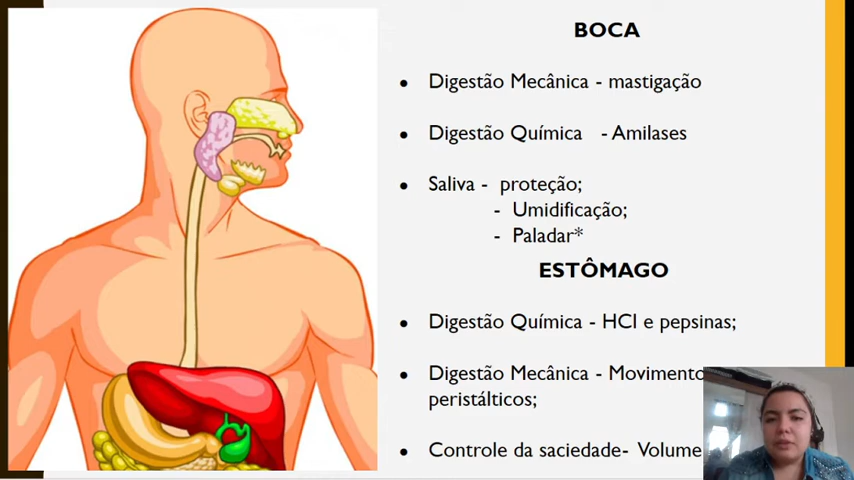 BOCA
• Digestão Mecânica - mastigação
• Digestão Química - Amilases
• Saliva - proteção;
- Umidificação;
- Paladar*
ESTÔMAGO
• Digestão Química - HCl e pepsinas;
• Digestão Mecânica - Movimento
peristálticos;
• Controle da saciedade- Volume